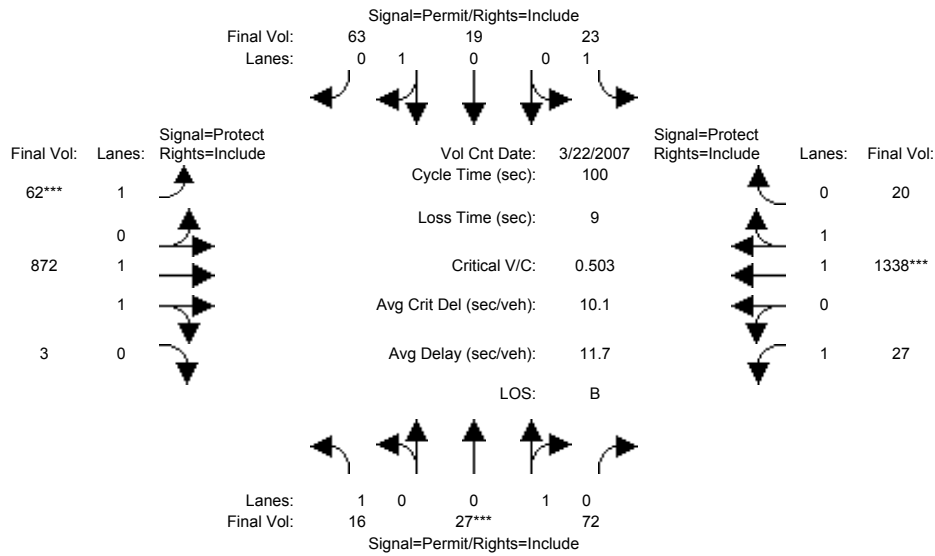 Signal=Permit/Rights=Include
Final Vol: 63 19 23
Lanes: 0 1 0 0 1
Signal=Protect
Final Vol: Lanes: Rights=Include
Vol Cnt Date: 3/22/2007
Signal=Protect
Rights=Include Lanes: Final Vol:
Cycle Time (sec): 100
62*** 1
0 20
Loss Time (sec): 9
0
1
872 1
Critical V/C: 0.503
1 1338***
1
Avg Crit Del (sec/veh): 10.1
0
3 0
Avg Delay (sec/veh): 11.7
1 27
LOS: B
Lanes: 1 0 0 1 0
Final Vol: 16 27*** 72
Signal=Permit/Rights=Include